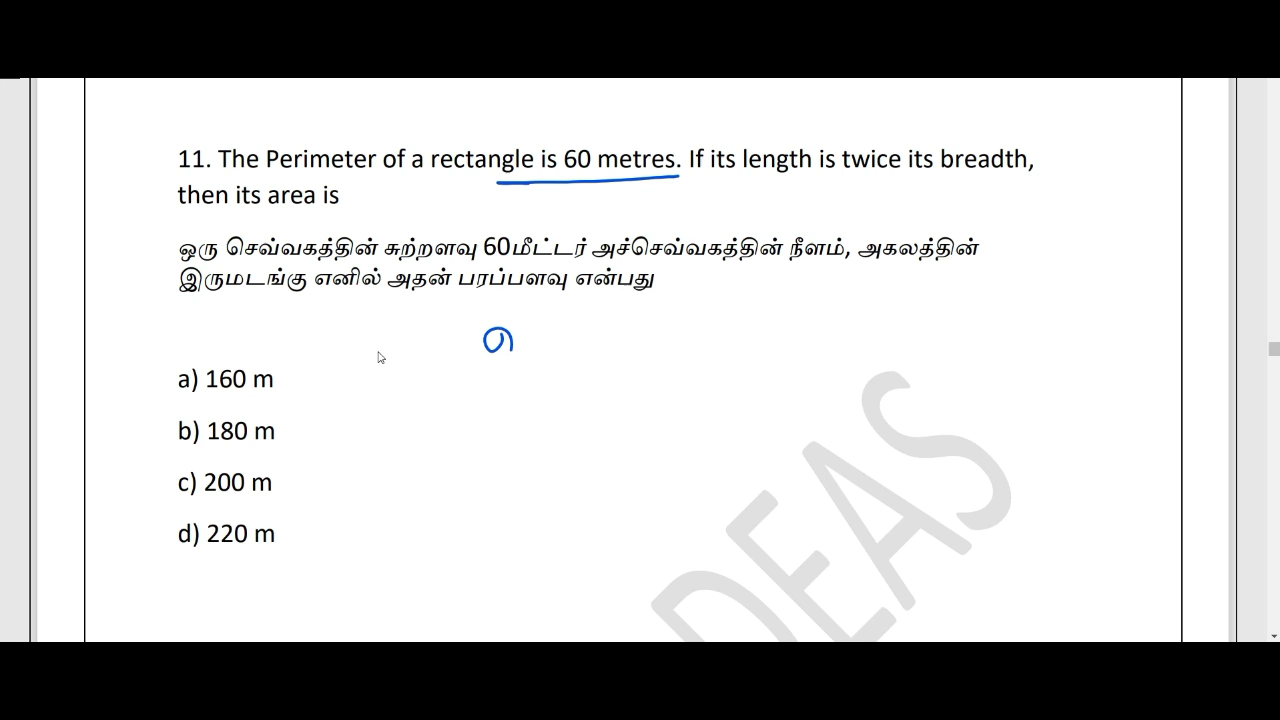 11. The Perimeter of a rectangle is 60 metres. If its length is twice its breadth,
then its area is
ஒரு செவ்வகத்தின் சுற்றளவு 60மீட்டர் அச்செவ்வகத்தின் நீளம், அகலத்தின்
இருமடங்கு எனில் அதன் பரப்பளவு என்பது
a) 160 m
b) 180 m
c) 200 m
d) 220 m
DEAS